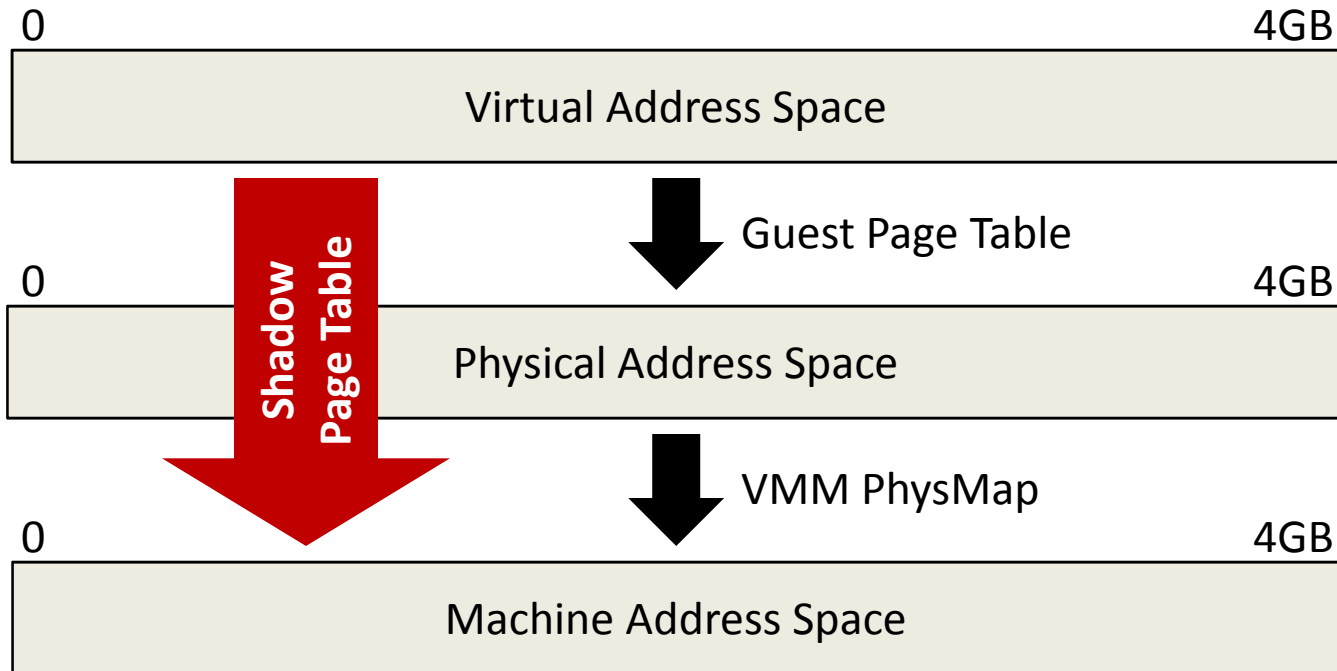 0 4GB
Virtual Address Space
Guest Page Table
0 4GB
Shadow
Page Table
Physical Address Space
VMM PhysMap
0 4GB
Machine Address Space